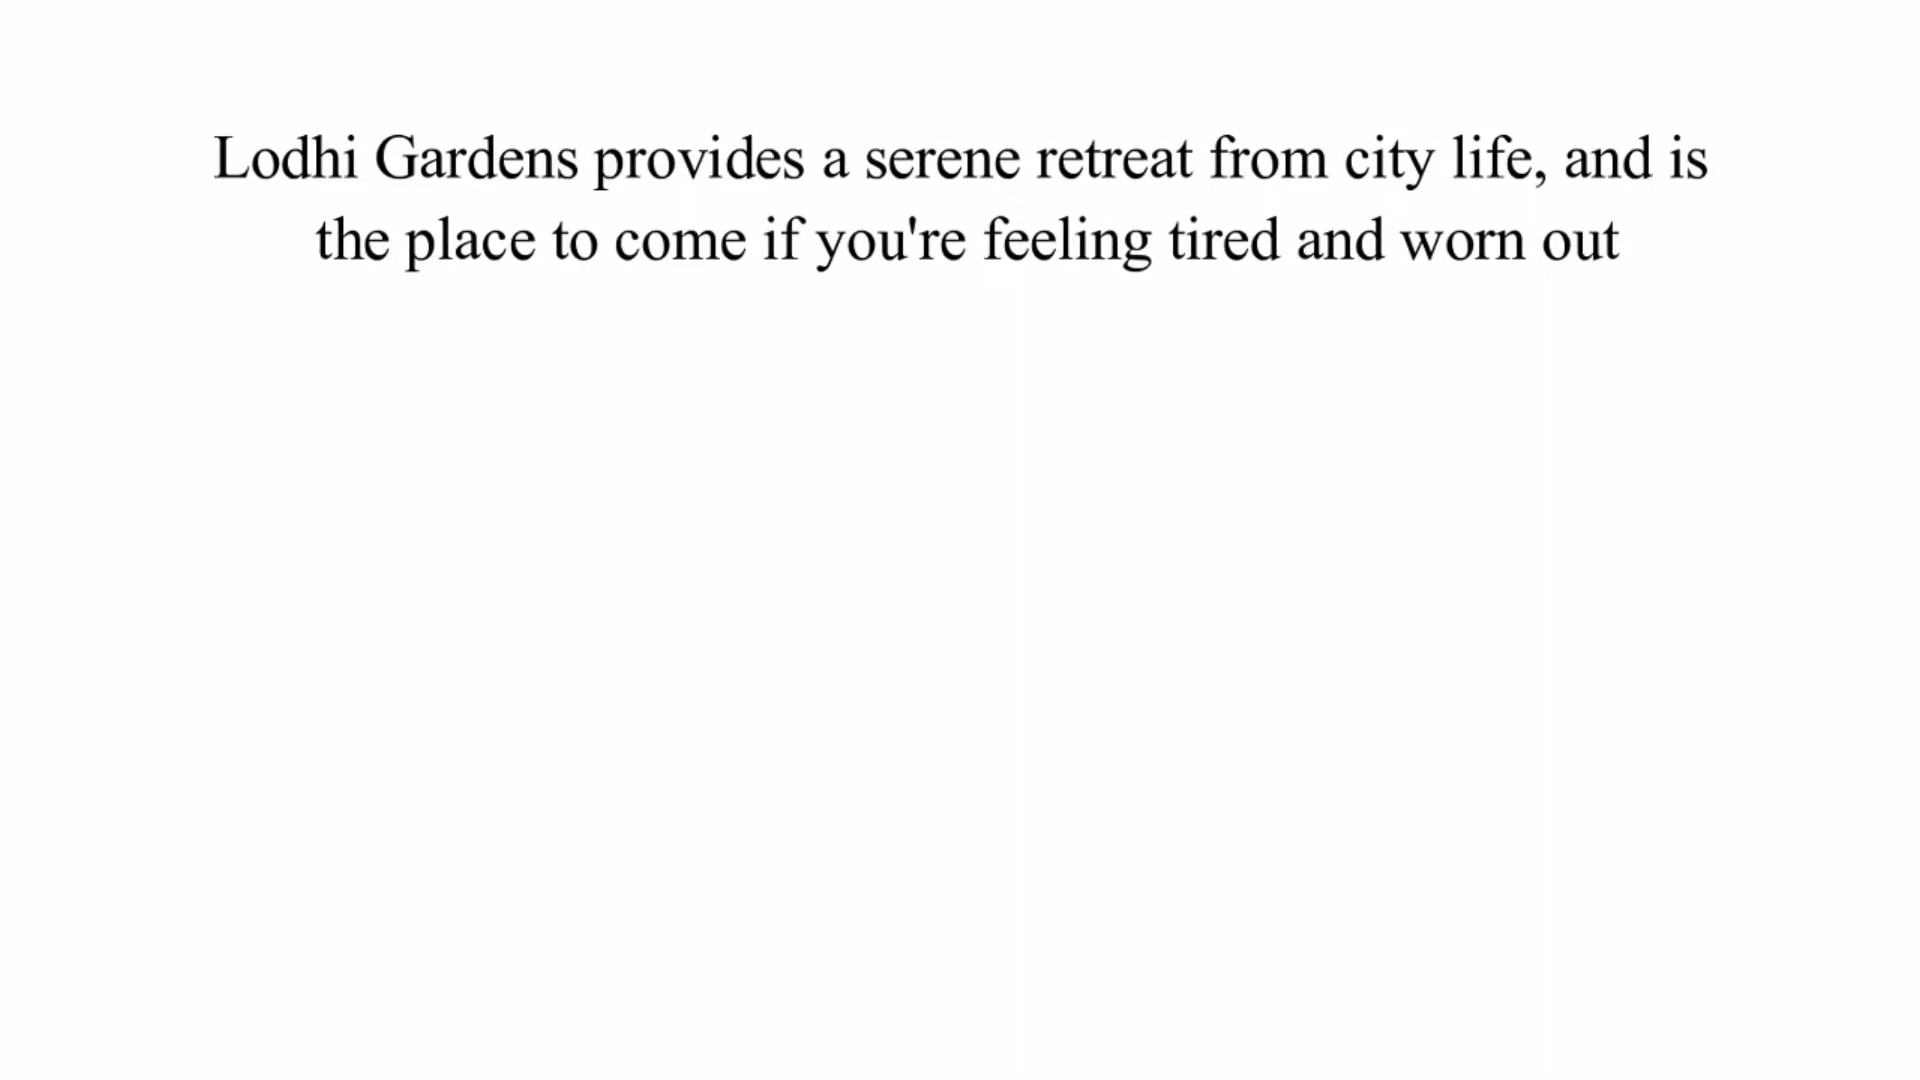 Lodhi Gardens provides a serene retreat from city life, and is
the place to come if you're feeling tired and worn out